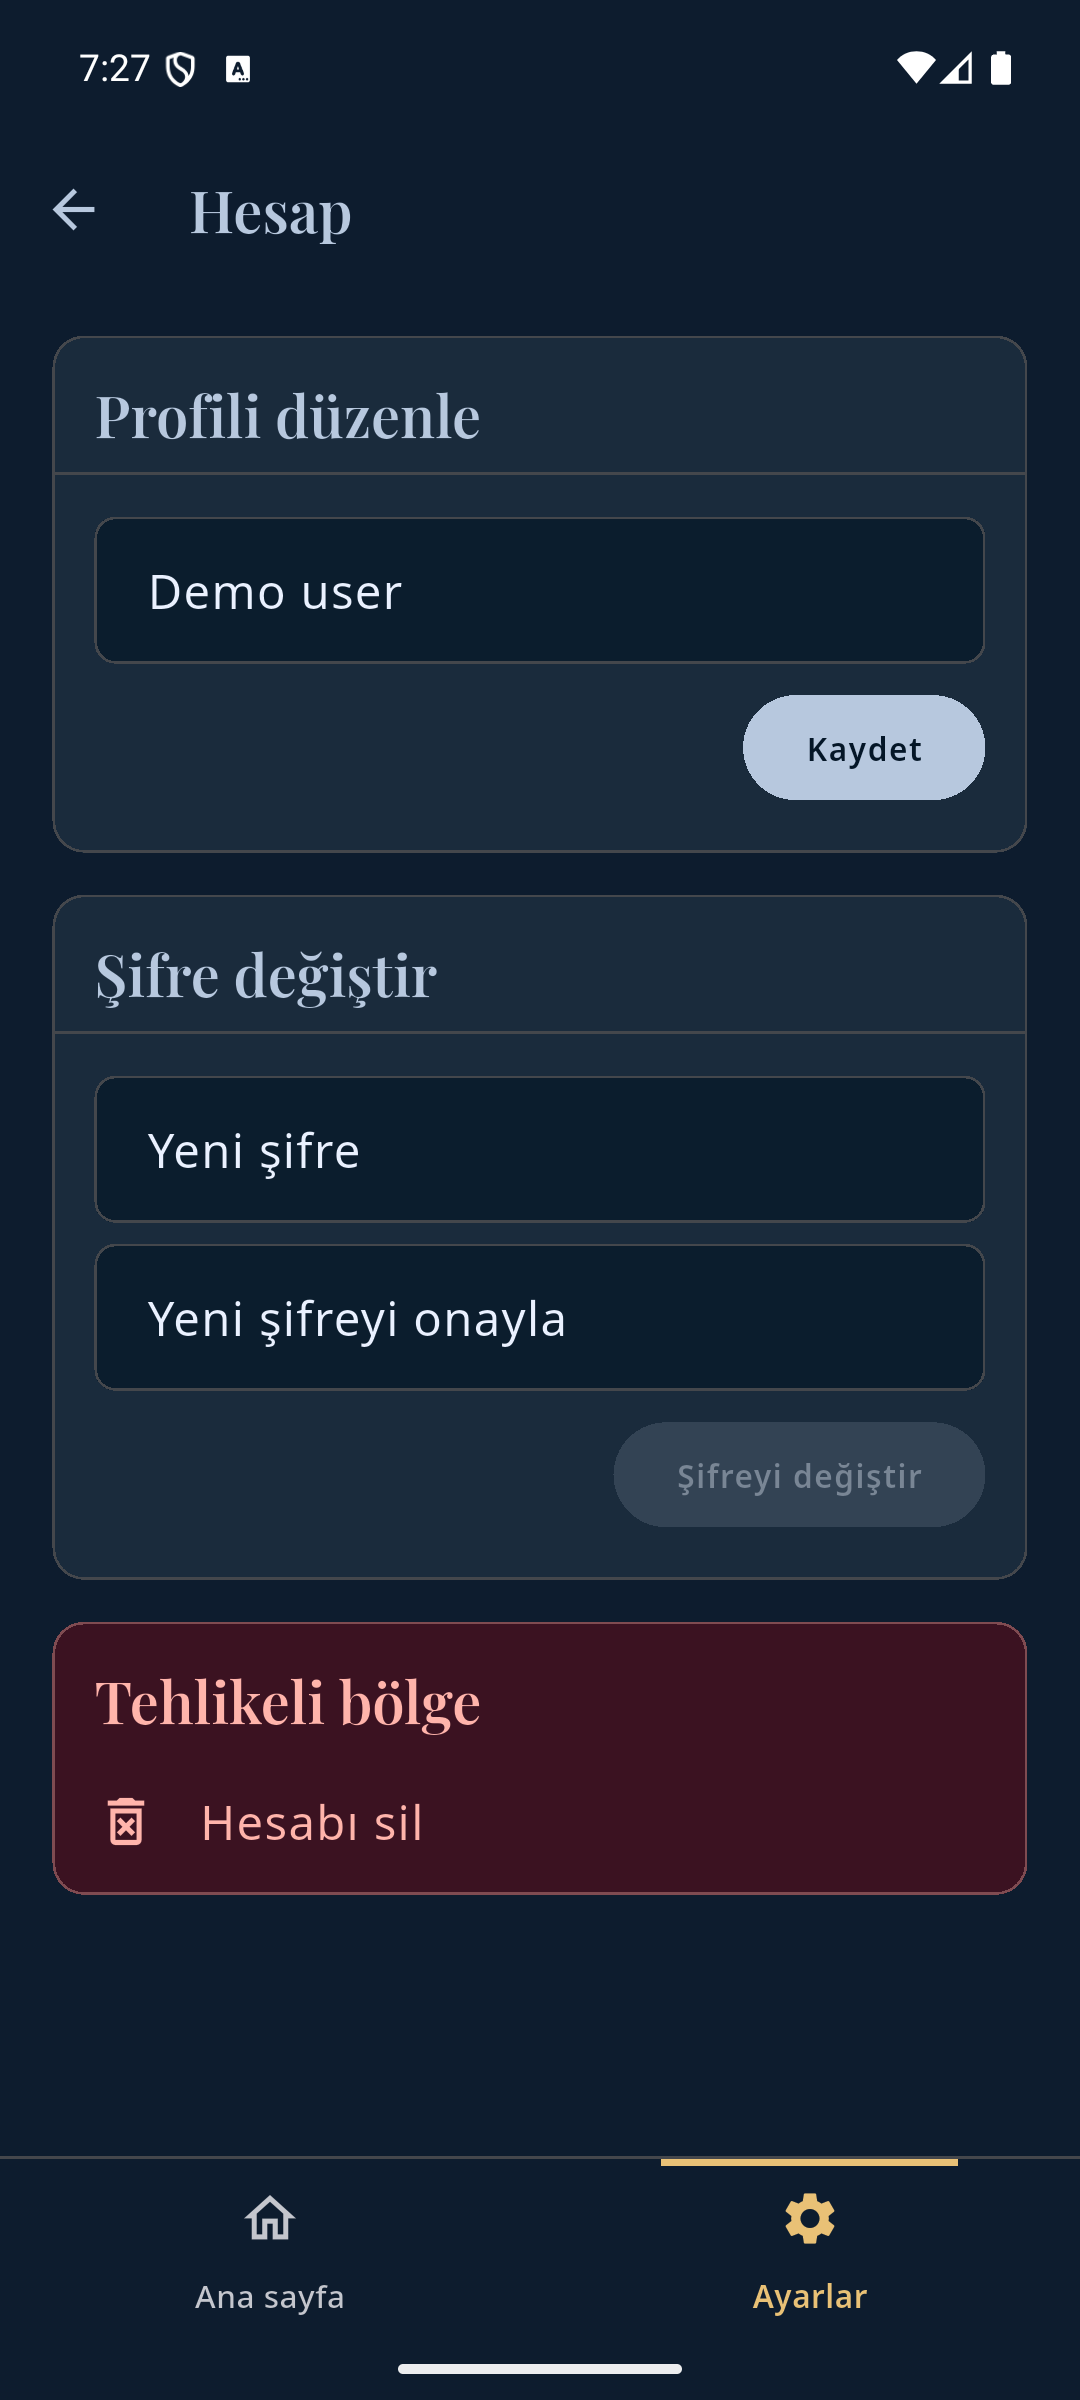 7:27
Hesap
Profili düzenle
Demo user
Kaydet
Şifre değiştir
Yeni şifre
Yeni şifreyi onayla
Şifreyi değiştir
Tehlikeli bölge
Hesabı sil
Ana sayfa
Ayarlar